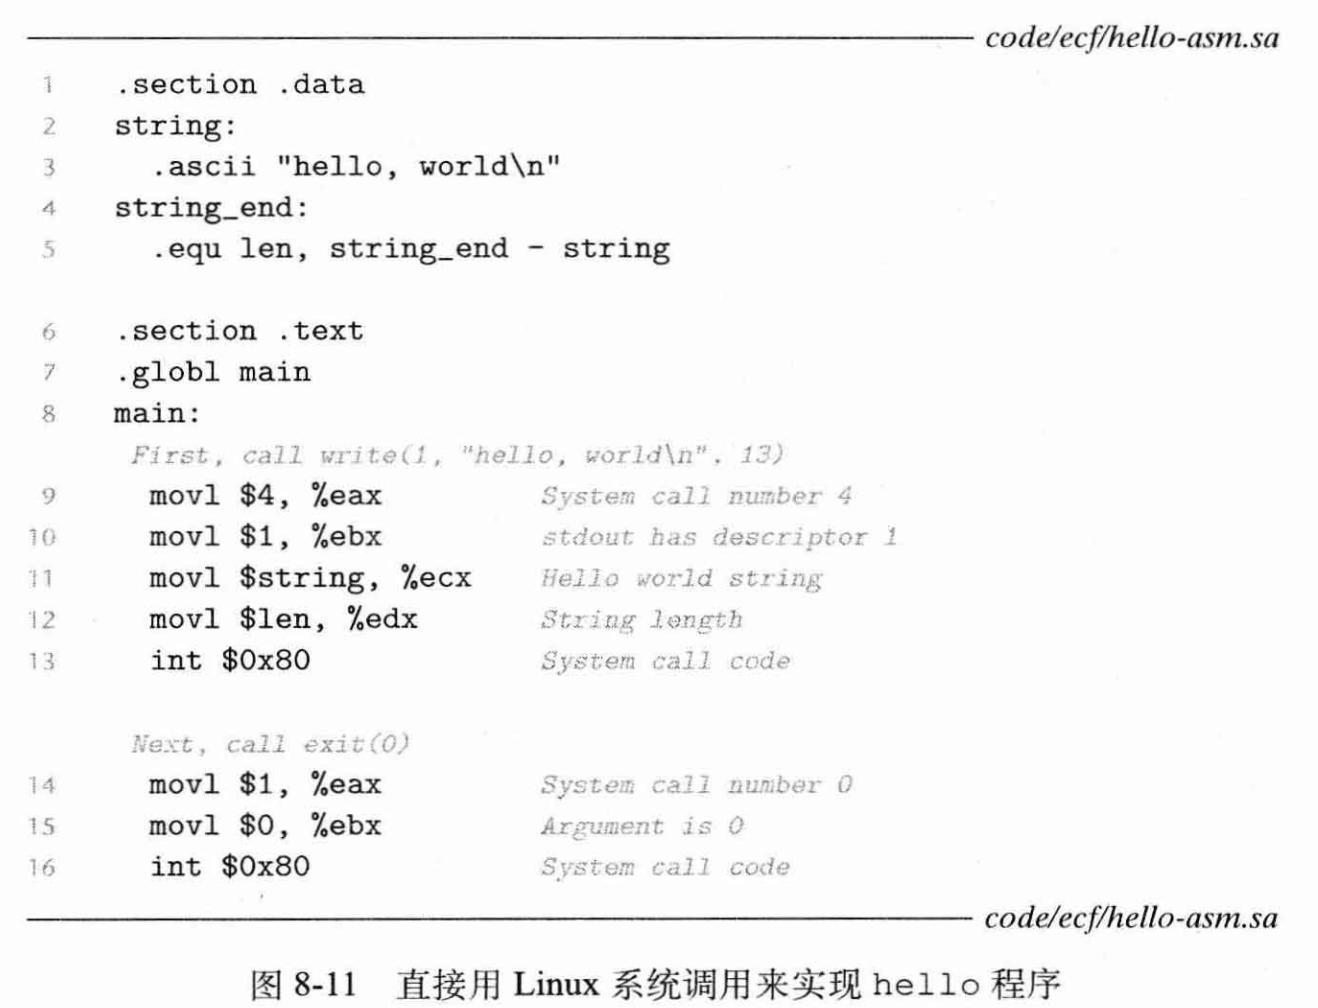 code/ecf/hello-asm.sa
1 .section .data
2 string:
3 .ascii "hello, world\n"
4 string_end:
5 .equ len, string_end - string
6 .section .text
7 .globl main
8 main:
First, call write(1, "hello, world\n", 13)
9 movl $4, %eax System call number 4
10 movl $1, %ebx stdout has descriptor 1
11 movl $string, %ecx Hello world string
12 movl $len, %edx String length
13 int $0x80 System call code
Next, call exit(0)
14 movl $1, %eax System call number 0
15 movl $0, %ebx Argument is 0
16 int $0x80 System call code
code/ecf/hello-asm.sa
图 8-11 直接用 Linux 系统调用来实现 hello 程序